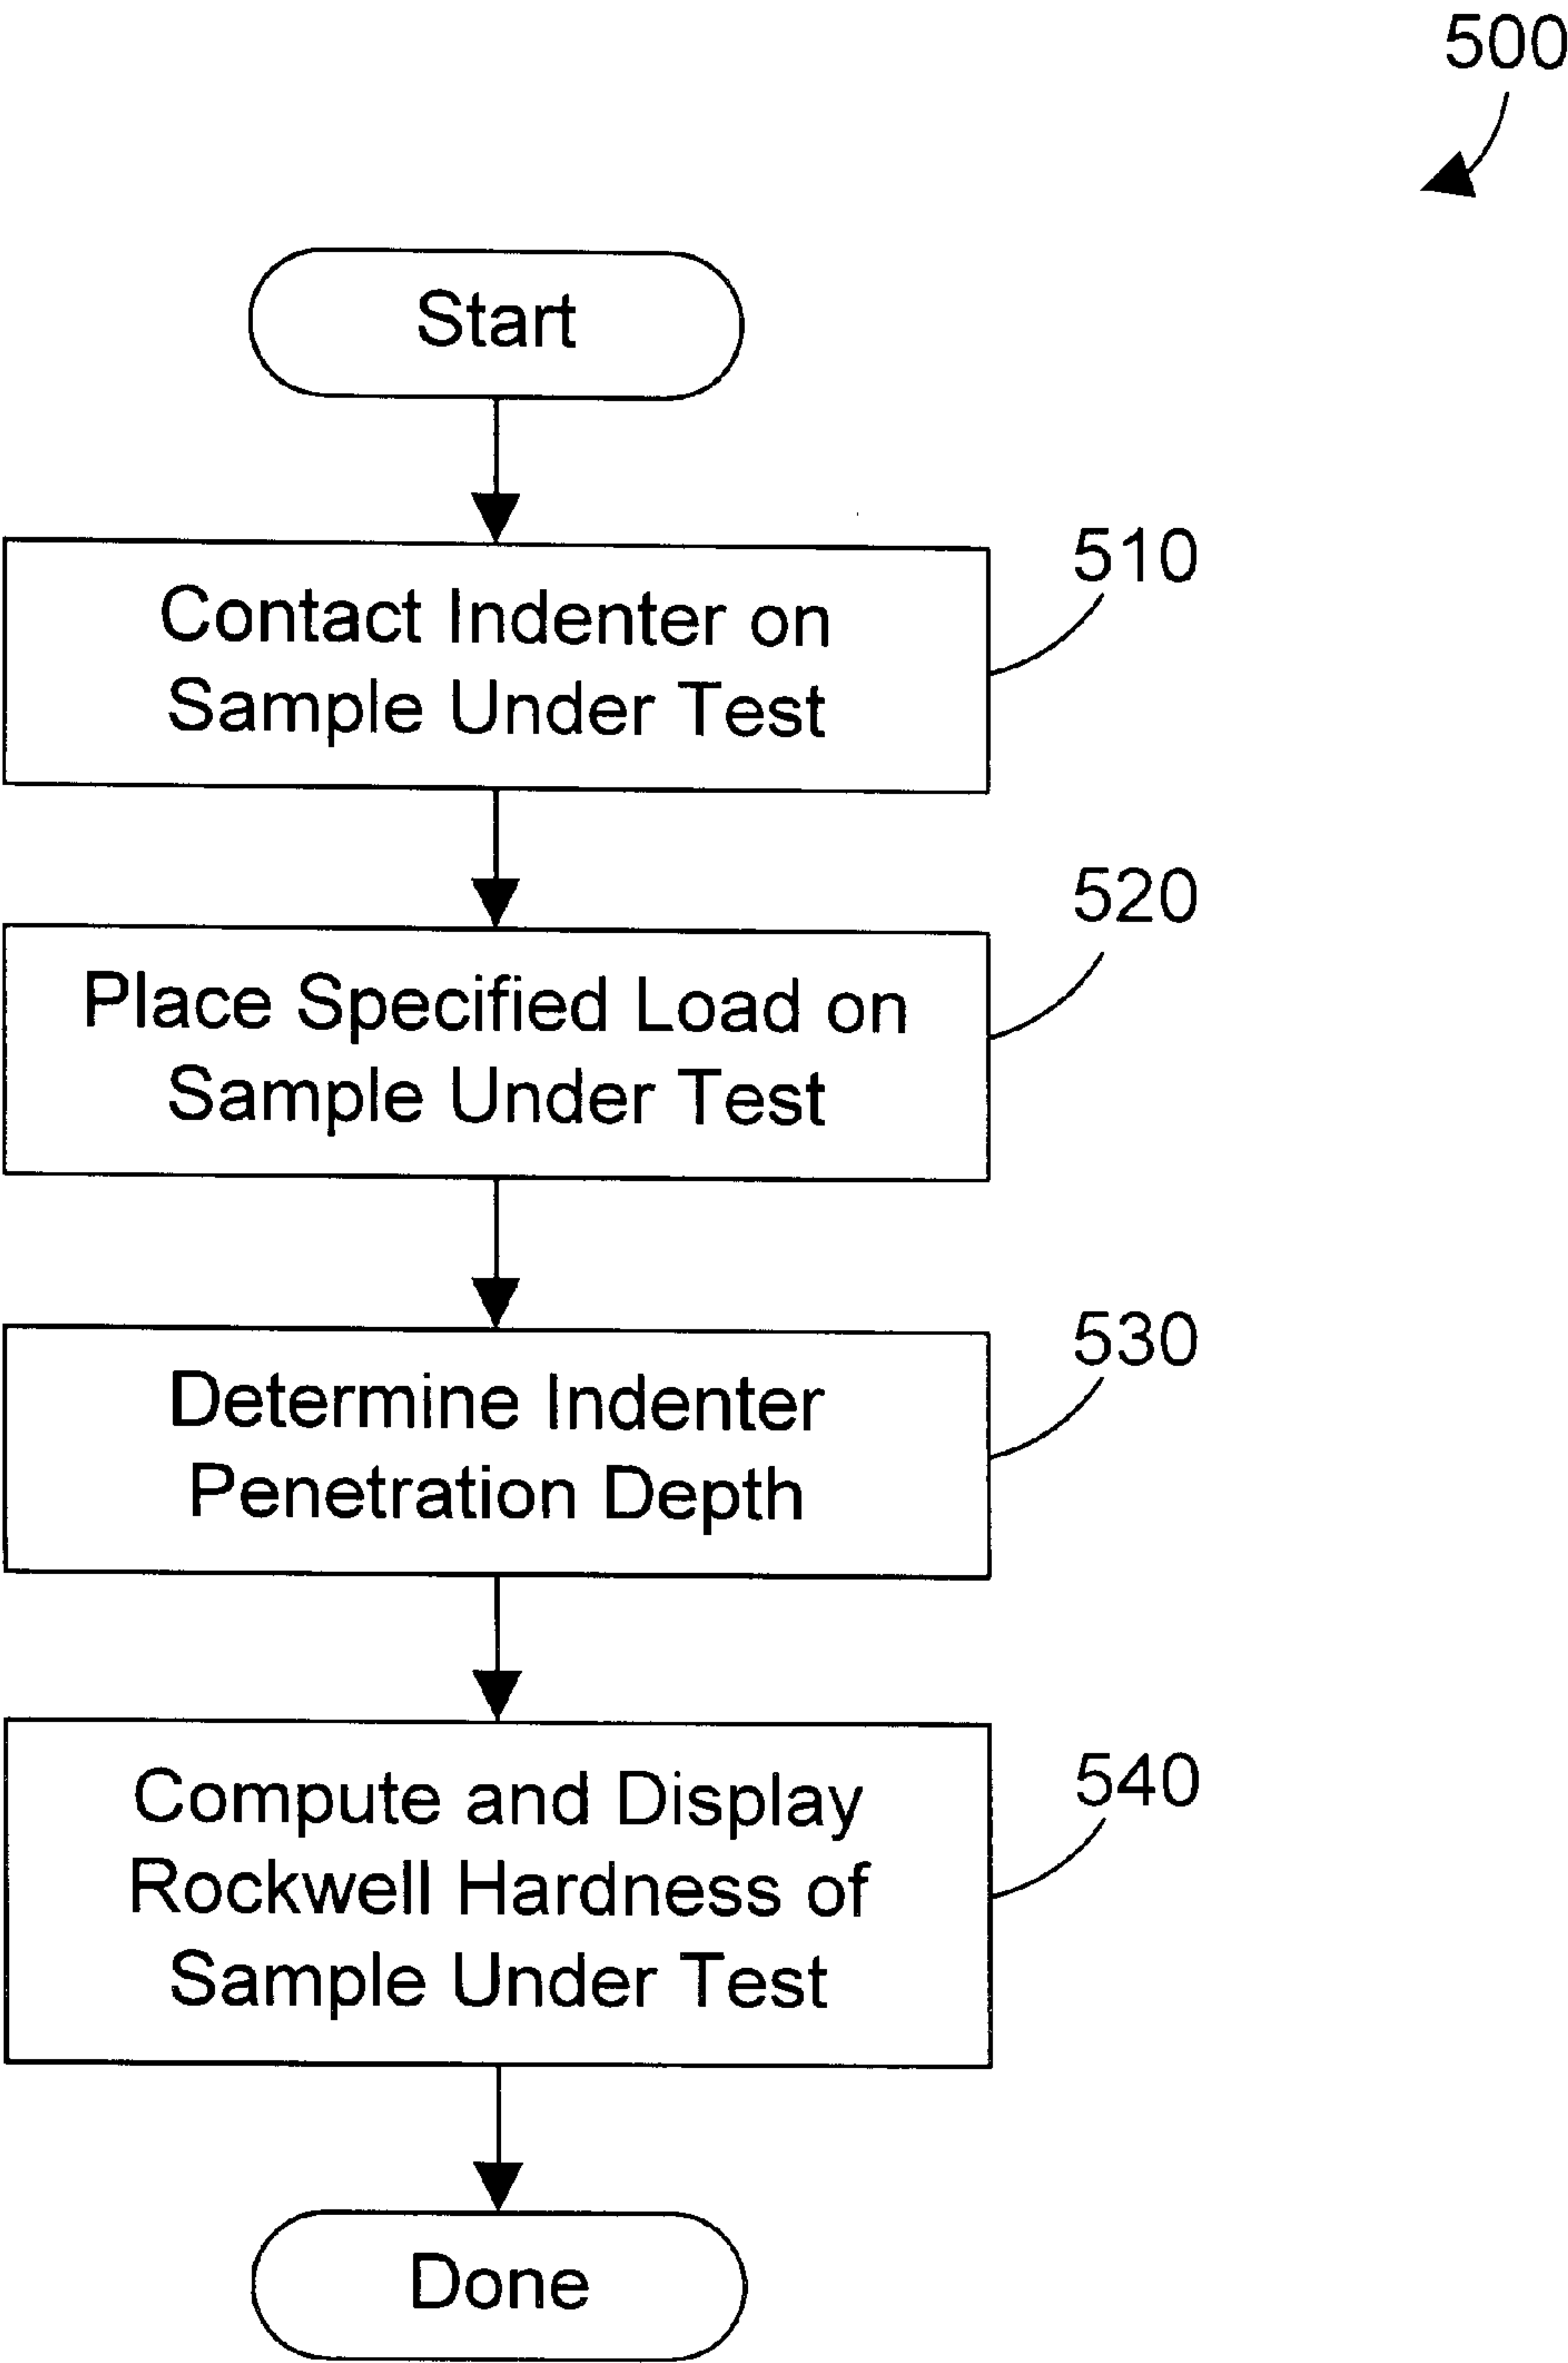 500
Start
510
Contact Indenter on
Sample Under Test
520
Place Specified Load on
Sample Under Test
530
Determine Indenter
Penetration Depth
540
Compute and Display
Rockwell Hardness of
Sample Under Test
Done